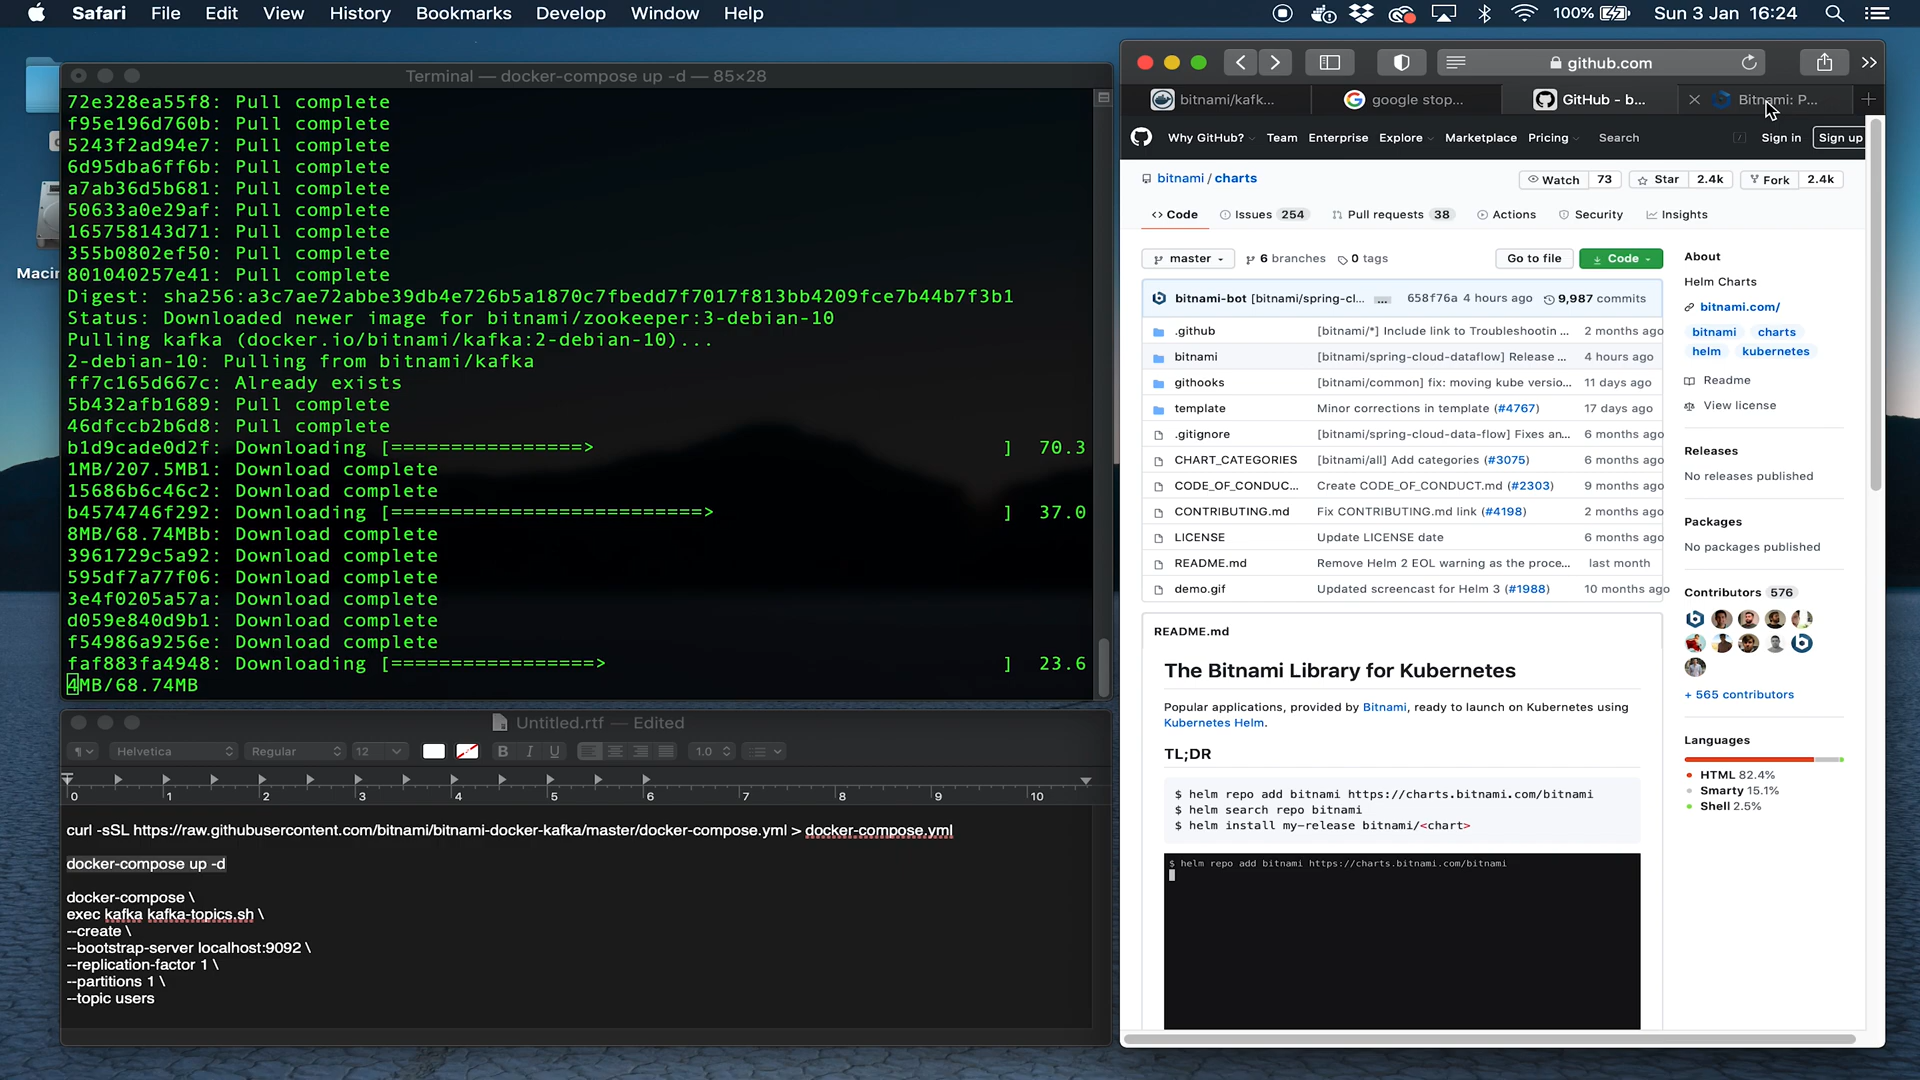 Safari File Edit View History Bookmarks Develop Window Help
100% Sun 3 Jan 16:24
Macin
Terminal — docker-compose up -d — 85×28
72e328ea55f8: Pull complete
f95e196d760b: Pull complete
5243f2ad94e7: Pull complete
6d95dba6ff6b: Pull complete
a7ab36d5b681: Pull complete
50633a0e29af: Pull complete
165758143d71: Pull complete
355b0802ef50: Pull complete
801040257e41: Pull complete
Digest: sha256:a3c7ae72abbe39db4e726b5a1870c7fbedd7f7017f813bb4209fce7b44b7f3b1
Status: Downloaded newer image for bitnami/zookeeper:3-debian-10
Pulling kafka (docker.io/bitnami/kafka:2-debian-10)...
2-debian-10: Pulling from bitnami/kafka
ff7c165d667c: Already exists
5b432afb1689: Pull complete
46dfccb2b6d8: Pull complete
b1d9cade0d2f: Downloading [================> ] 70.3
1MB/207.5MB1: Download complete
15686b6c46c2: Download complete
b4574746f292: Downloading [==========================> ] 37.0
8MB/68.74MBb: Download complete
3961729c5a92: Download complete
595df7a77f06: Download complete
3e4f0205a57a: Download complete
d059e840d9b1: Download complete
f54986a9256e: Download complete
faf883fa4948: Downloading [=================> ] 23.6
4MB/68.74MB
Untitled.rtf — Edited
¶ Helvetica Regular 12 B I U 1.0
0 1 2 3 4 5 6 7 8 9 10
curl -sSL https://raw.githubusercontent.com/bitnami/bitnami-docker-kafka/master/docker-compose.yml > docker-compose.yml
docker-compose up -d
docker-compose \
exec kafka kafka-topics.sh \
--create \
--bootstrap-server localhost:9092 \
--replication-factor 1 \
--partitions 1 \
--topic users
github.com
bitnami/kafk... google stop... GitHub - b... Bitnami: P...
Why GitHub? Team Enterprise Explore Marketplace Pricing Search / Sign in Sign up
bitnami / charts
Watch 73 Star 2.4k Fork 2.4k
Code Issues 254 Pull requests 38 Actions Security Insights
master 6 branches 0 tags Go to file Code
bitnami-bot [bitnami/spring-cl... ... 658f76a 4 hours ago 9,987 commits
.github [bitnami/*] Include link to Troubleshootin ... 2 months ago
bitnami [bitnami/spring-cloud-dataflow] Release ... 4 hours ago
githooks [bitnami/common] fix: moving kube versio... 11 days ago
template Minor corrections in template (#4767) 17 days ago
.gitignore [bitnami/spring-cloud-data-flow] Fixes an... 6 months ago
CHART_CATEGORIES [bitnami/all] Add categories (#3075) 6 months ago
CODE_OF_CONDUC... Create CODE_OF_CONDUCT.md (#2303) 9 months ago
CONTRIBUTING.md Fix CONTRIBUTING.md link (#4198) 2 months ago
LICENSE Update LICENSE date 6 months ago
README.md Remove Helm 2 EOL warning as the proce... last month
demo.gif Updated screencast for Helm 3 (#1988) 10 months ago
README.md
The Bitnami Library for Kubernetes
Popular applications, provided by Bitnami, ready to launch on Kubernetes using
Kubernetes Helm.
TL;DR
$ helm repo add bitnami https://charts.bitnami.com/bitnami
$ helm search repo bitnami
$ helm install my-release bitnami/<chart>
$ helm repo add bitnami https://charts.bitnami.com/bitnami
About
Helm Charts
bitnami.com/
bitnami charts
helm kubernetes
Readme
View license
Releases
No releases published
Packages
No packages published
Contributors 576
+ 565 contributors
Languages
HTML 82.4%
Smarty 15.1%
Shell 2.5%